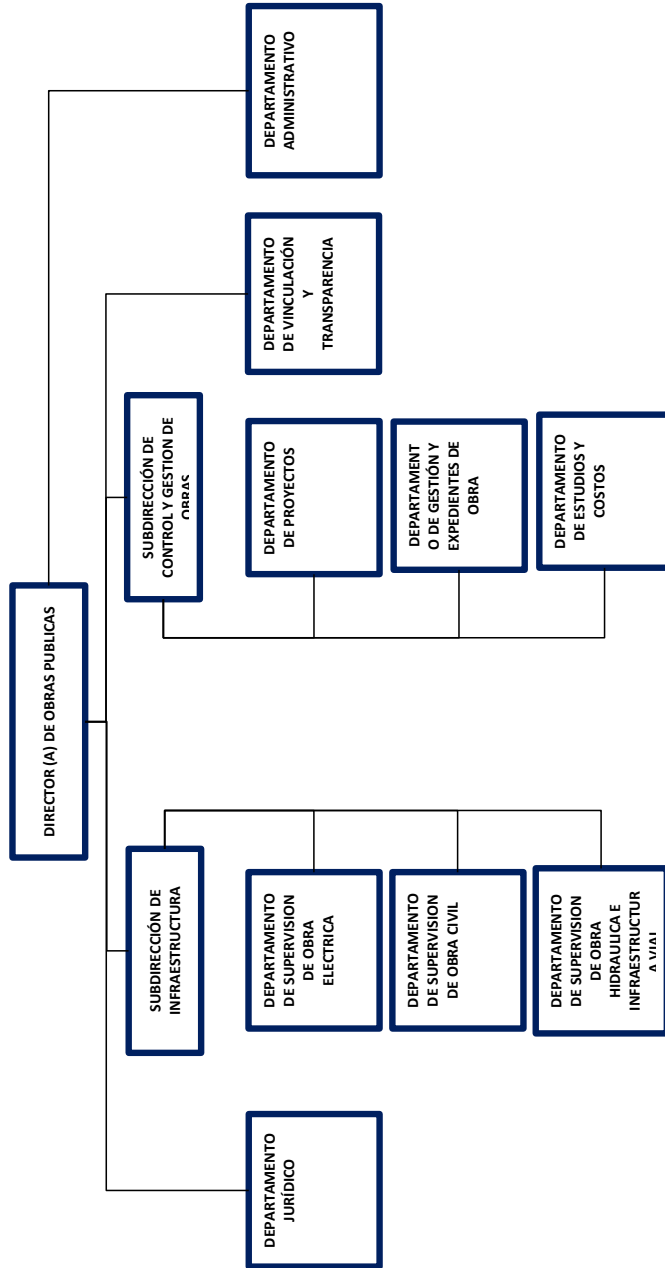 DIRECTOR (A) DE OBRAS PUBLICAS
SUBDIRECCIÓN DE
INFRAESTRUCTURA
SUBDIRECCIÓN DE
CONTROL Y GESTION DE
OBRAS
DEPARTAMENTO
JURÍDICO
DEPARTAMENTO
DE SUPERVISION
DE OBRA
ELECTRICA
DEPARTAMENTO
DE PROYECTOS
DEPARTAMENTO
DE VINCULACIÓN
Y
TRANSPARENCIA
DEPARTAMENTO
ADMINISTRATIVO
DEPARTAMENTO
DE SUPERVISION
DE OBRA CIVIL
DEPARTAMENT
O DE GESTIÓN Y
EXPEDIENTES DE
OBRA
DEPARTAMENTO
DE SUPERVISION
DE OBRA
HIDRAULICA E
INFRAESTRUCTUR
A VIAL
DEPARTAMENTO
DE ESTUDIOS Y
COSTOS